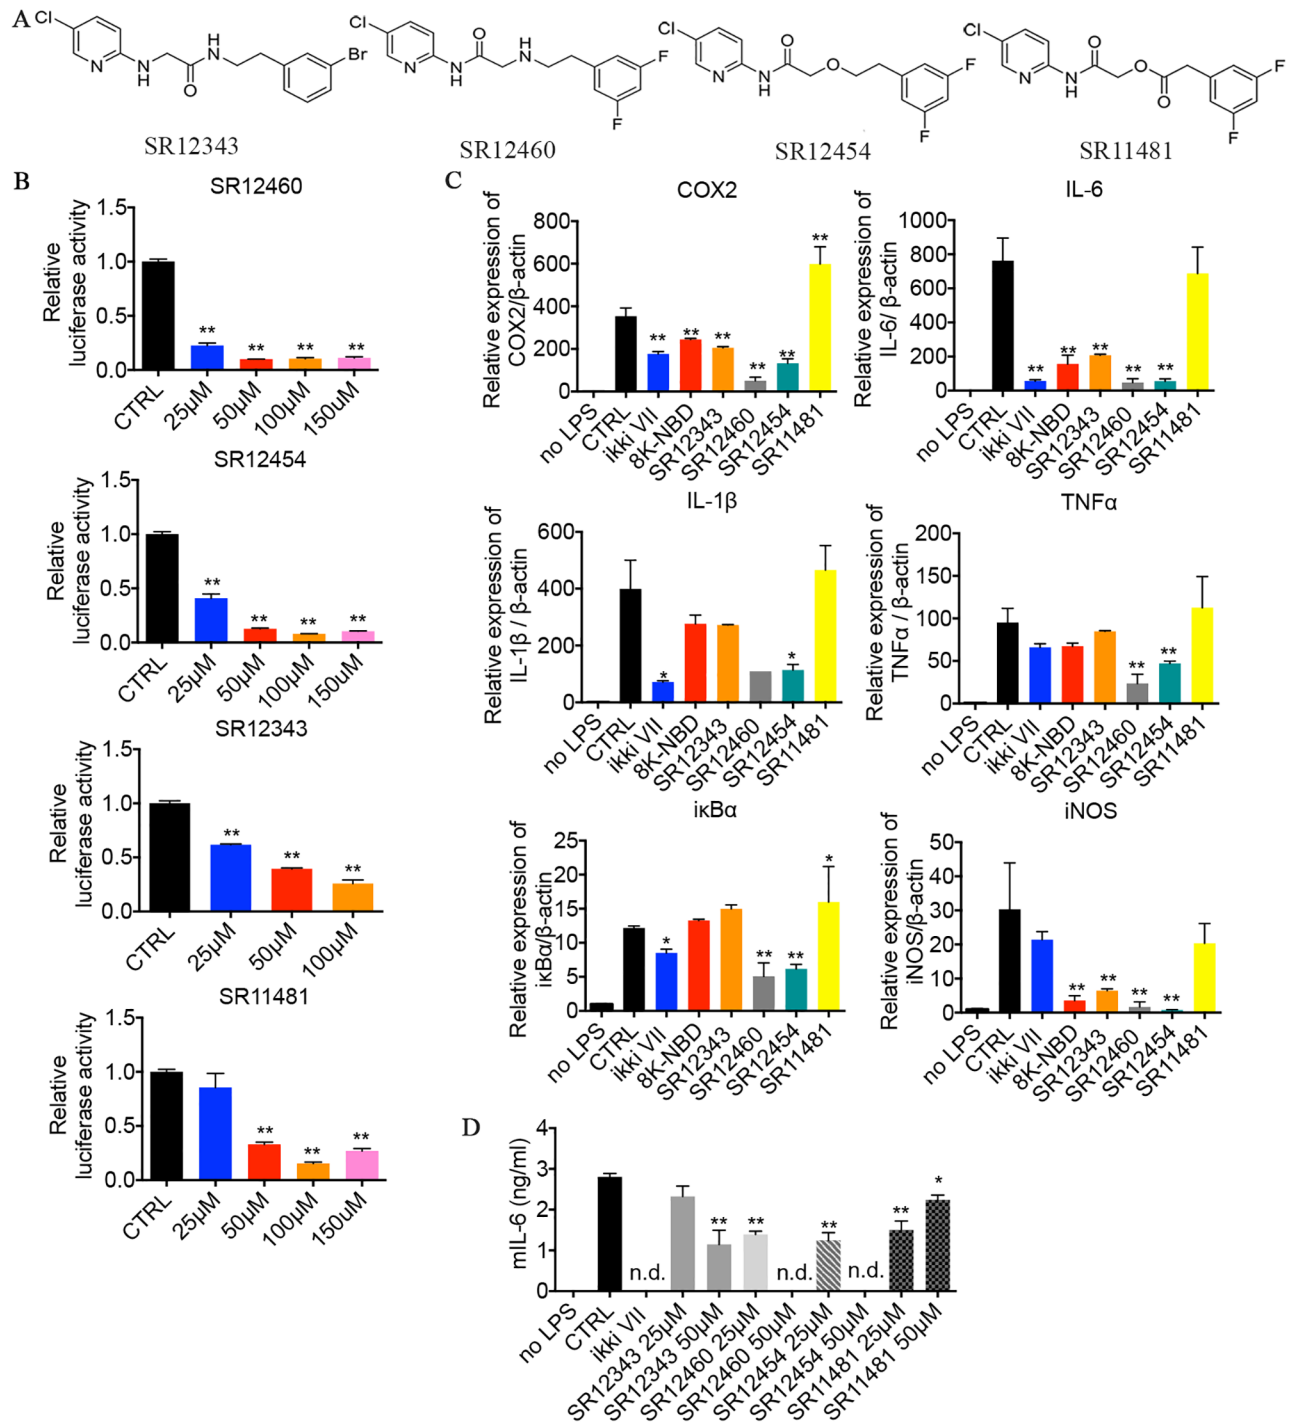 A
Cl
N
N
H
O
H
N
Br
SR12343
Cl
N
N
H
O
H
N
F
F
SR12460
Cl
N
N
H
O
O
F
F
SR12454
Cl
N
N
H
O
O
O
F
F
SR11481
B
SR12460
Relative
luciferase activity
1.5
1.0
0.5
0.0
** ** ** **
CTRL
25μM
50μM
100μM
150uM
SR12454
Relative
luciferase activity
1.5
1.0
0.5
0.0
** ** ** **
CTRL
25μM
50μM
100μM
150uM
SR12343
Relative
luciferase activity
1.5
1.0
0.5
0.0
** ** **
CTRL
25μM
50μM
100μM
SR11481
Relative
luciferase activity
1.5
1.0
0.5
0.0
** ** **
CTRL
25μM
50μM
100μM
150uM
C
COX2
Relative expression of
COX2/β-actin
800
600
400
200
0
** ** ** ** ** **
no LPS
CTRL
ikki VII
8K-NBD
SR12343
SR12460
SR12454
SR11481
IL-6
Relative expression of
IL-6/ β-actin
1000
800
600
400
200
0
** ** ** ** **
no LPS
CTRL
ikki VII
8K-NBD
SR12343
SR12460
SR12454
SR11481
IL-1β
Relative expression of
IL-1β / β-actin
600
400
200
0
* *
no LPS
CTRL
ikki VII
8K-NBD
SR12343
SR12460
SR12454
SR11481
TNFα
Relative expression of
TNFα / β-actin
200
150
100
50
0
** **
no LPS
CTRL
ikki VII
8K-NBD
SR12343
SR12460
SR12454
SR11481
iκBα
Relative expression of
iκBα/β-actin
25
20
15
10
5
0
* ** ** *
no LPS
CTRL
ikki VII
8K-NBD
SR12343
SR12460
SR12454
SR11481
iNOS
Relative expression of
iNOS/β-actin
50
40
30
20
10
0
** ** ** **
no LPS
CTRL
ikki VII
8K-NBD
SR12343
SR12460
SR12454
SR11481
D
mIL-6 (ng/ml)
4
3
2
1
0
n.d. ** ** n.d. ** n.d. ** *
no LPS
CTRL
ikki VII
SR12343 25μM
SR12343 50μM
SR12460 25μM
SR12460 50μM
SR12454 25μM
SR12454 50μM
SR11481 25μM
SR11481 50μM